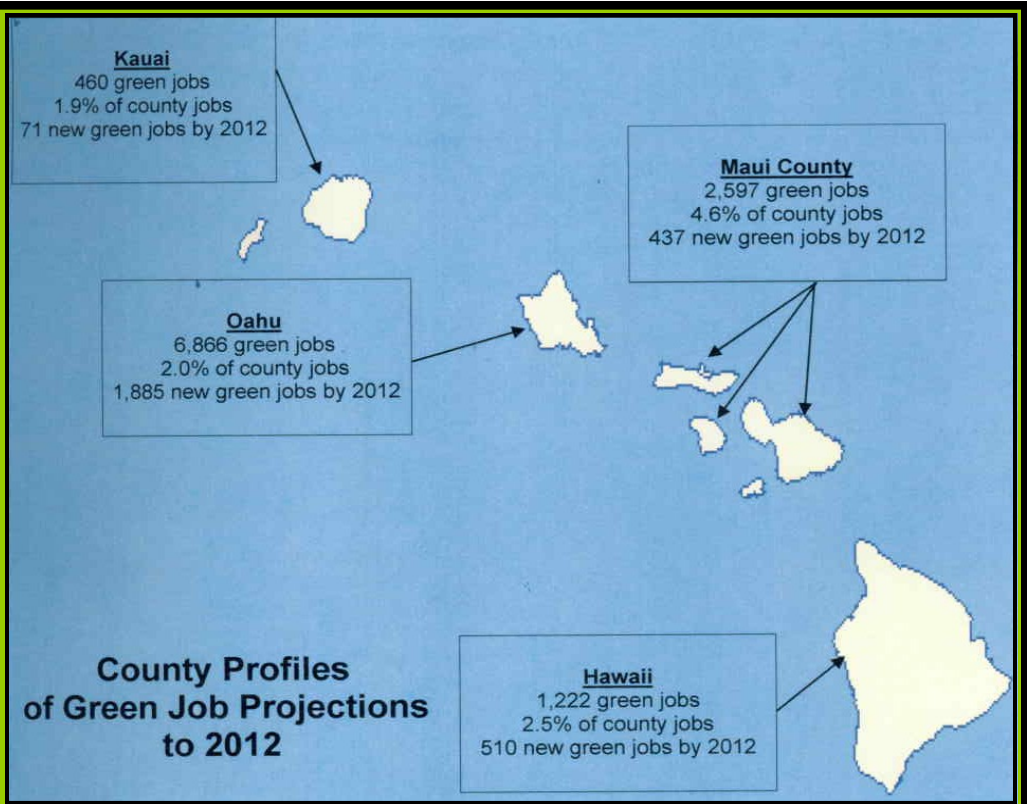 Kauai
460 green jobs
1.9% of county jobs
71 new green jobs by 2012
Maui County
2,597 green jobs
4.6% of county jobs
437 new green jobs by 2012
Oahu
6,866 green jobs
2.0% of county jobs
1,885 new green jobs by 2012
Hawaii
1,222 green jobs
2.5% of county jobs
510 new green jobs by 2012
County Profiles
of Green Job Projections
to 2012